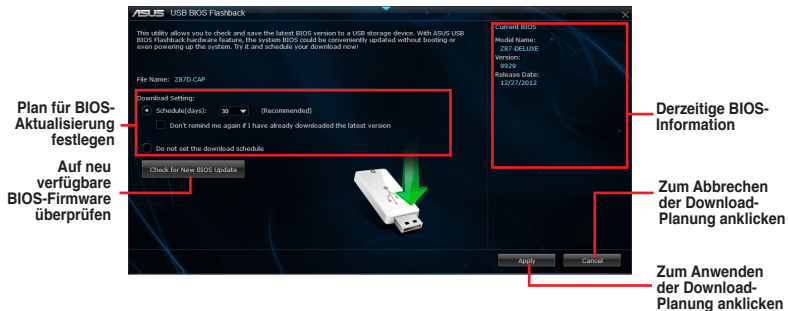 ASUS USB BIOS Flashback
This utility allows you to check and save the latest BIOS version to a USB storage device. With ASUS USB
BIOS Flashback hardware feature, the system BIOS could be conveniently updated without booting or
even powering up the system. Try it and schedule your download now!
File Name: Z87D.CAP
Download Setting:
Schedule(days): 30 (Recommended)
Don't remind me again if I have already downloaded the latest version
Do not set the download schedule
Check for New BIOS Update
Current BIOS
Model Name:
Z87-DELUXE
Version:
9929
Release Date:
12/27/2012
Apply
Cancel
Plan für BIOS-
Aktualisierung
festlegen
Auf neu
verfügbare
BIOS-Firmware
überprüfen
Derzeitige BIOS-
Information
Zum Abbrechen
der Download-
Planung anklicken
Zum Anwenden
der Download-
Planung anklicken